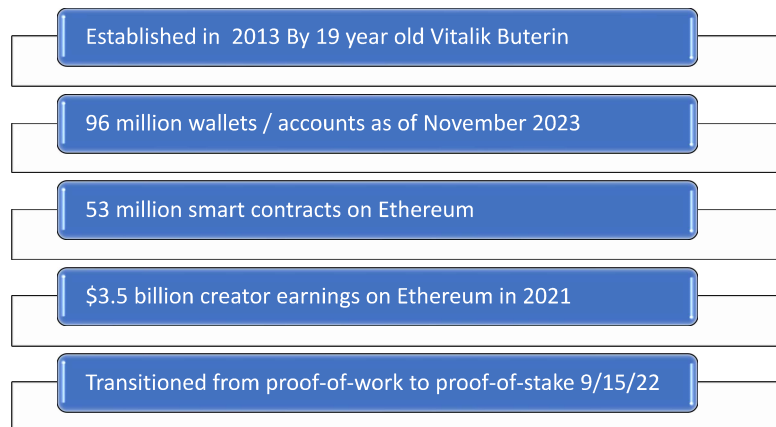 Established in  2013 By 19 year old Vitalik Buterin
96 million wallets / accounts as of November 2023
53 million smart contracts on Ethereum
$3.5 billion creator earnings on Ethereum in 2021
Transitioned from proof-of-work to proof-of-stake 9/15/22